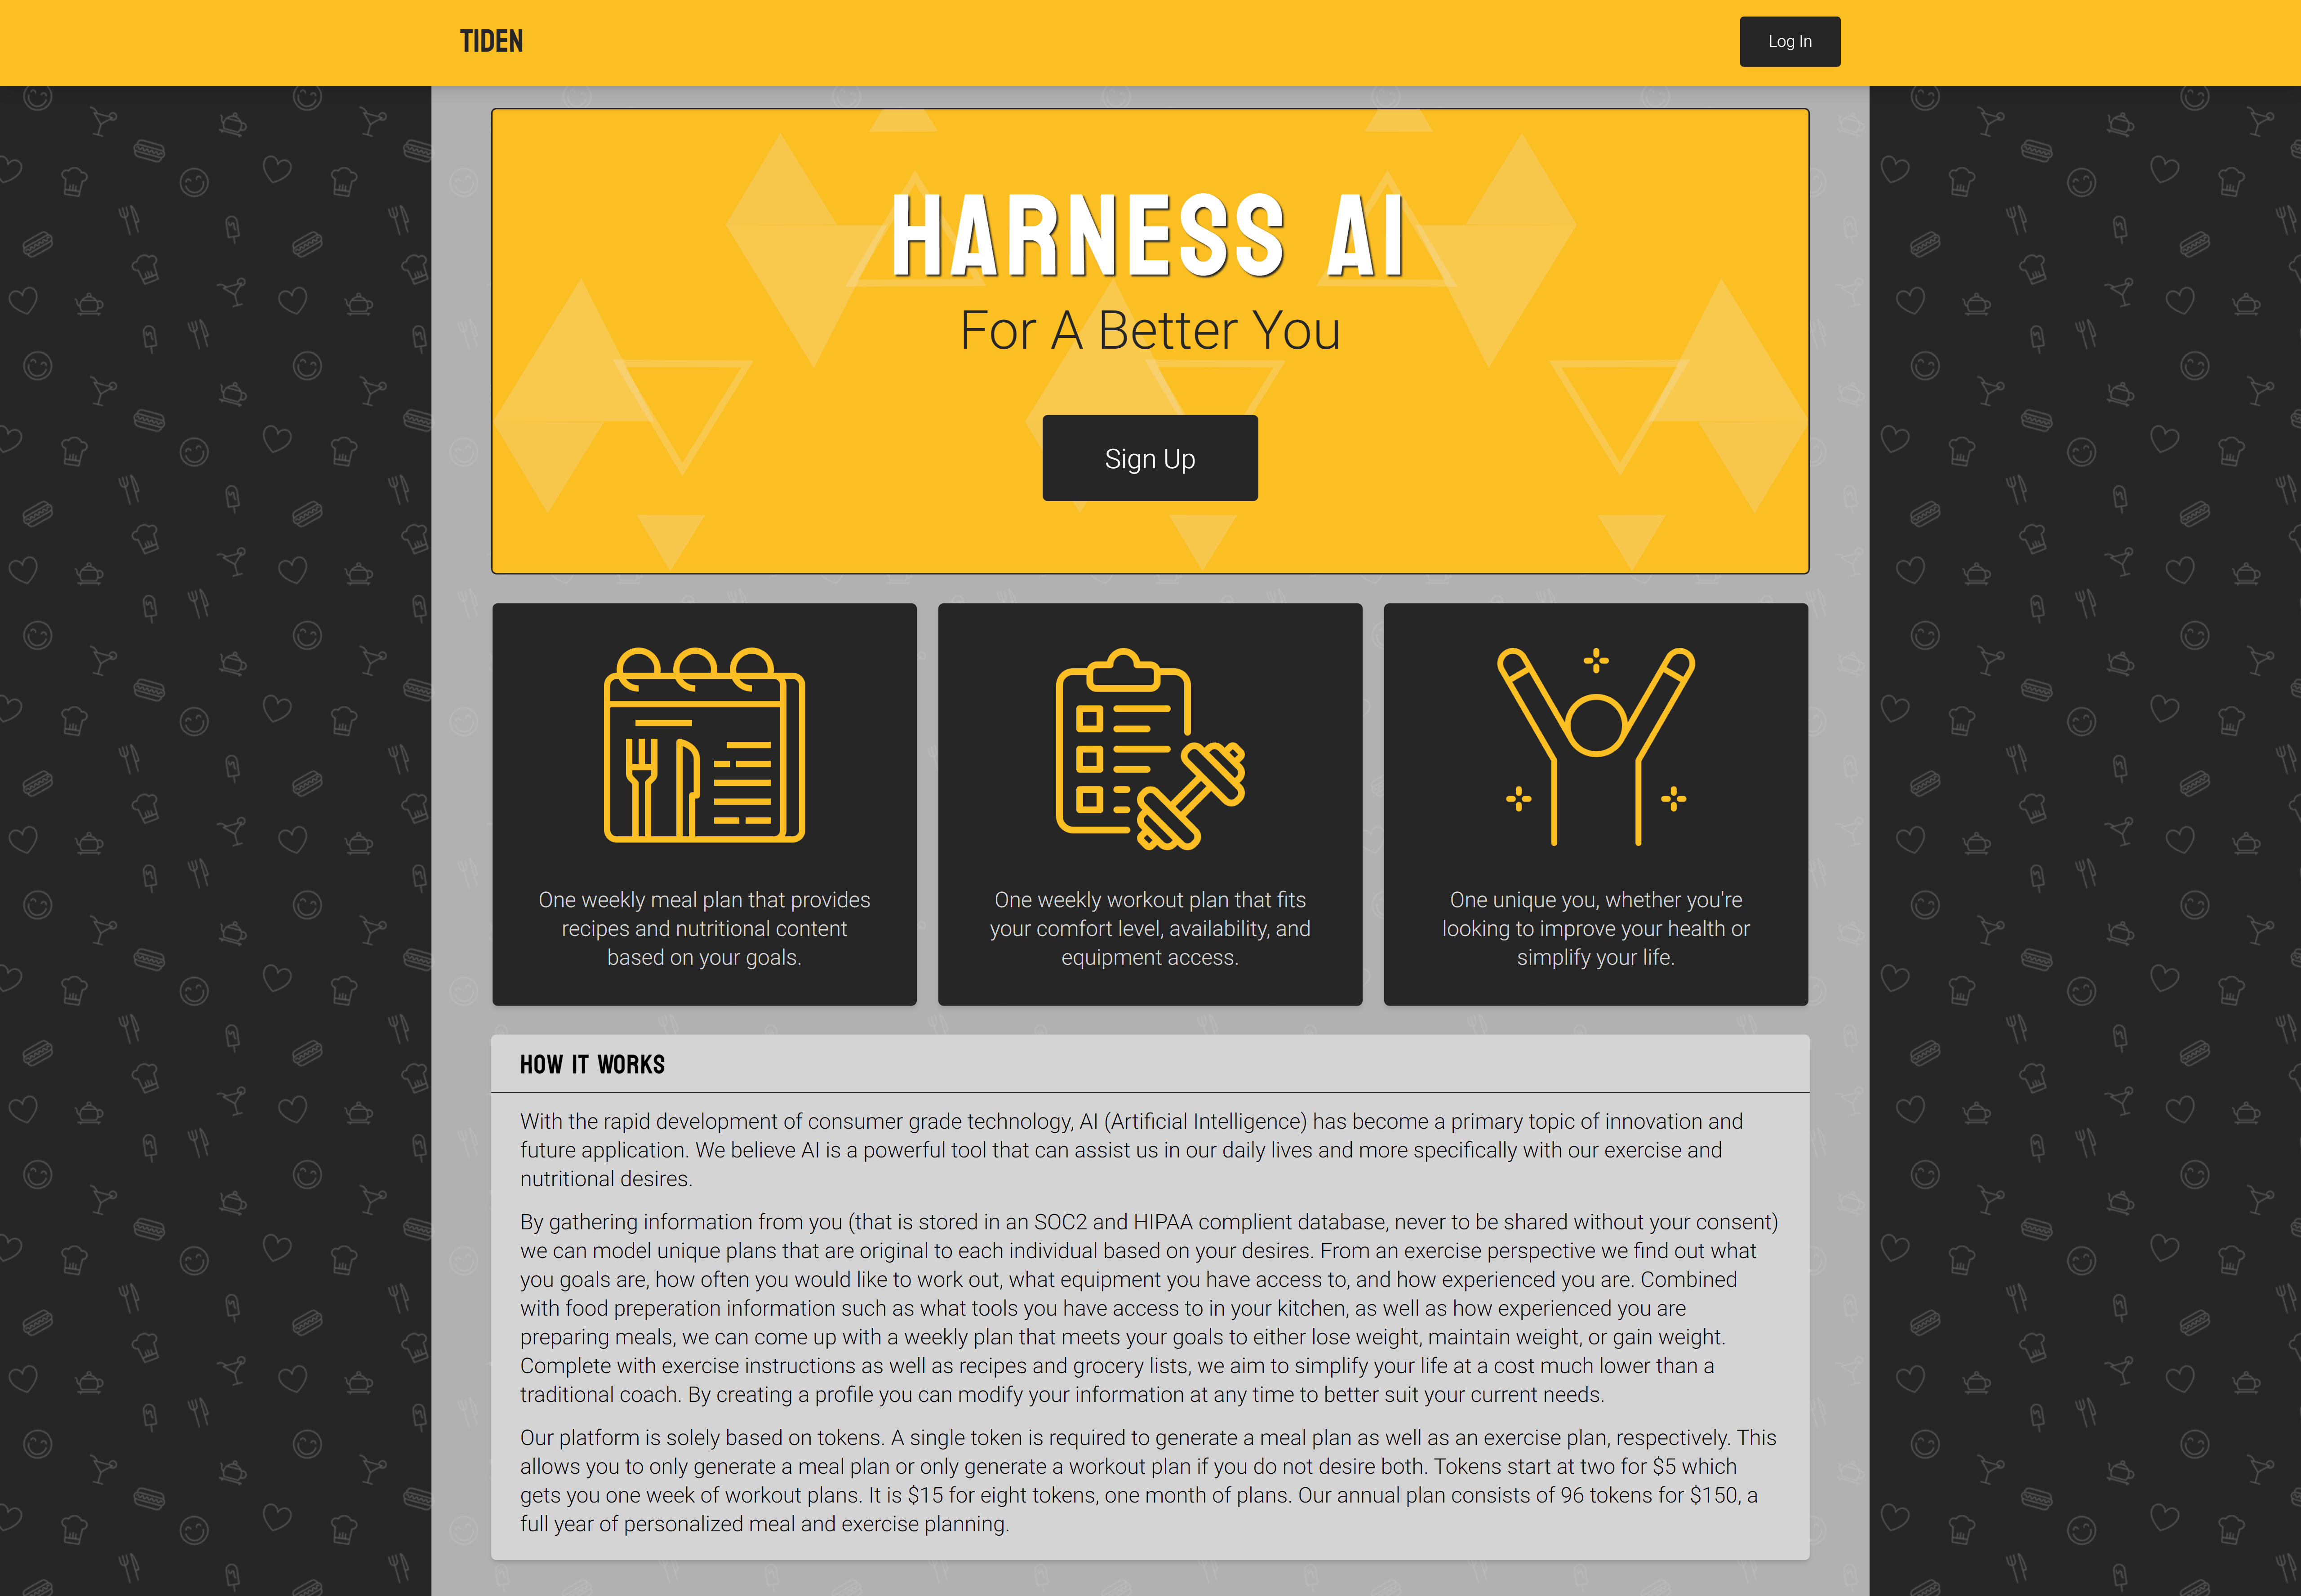 TIDEN
Log In
HARNESS AI
For A Better You
Sign Up
One weekly meal plan that provides
recipes and nutritional content
based on your goals.
One weekly workout plan that fits
your comfort level, availability, and
equipment access.
One unique you, whether you're
looking to improve your health or
simplify your life.
HOW IT WORKS
With the rapid development of consumer grade technology, AI (Artificial Intelligence) has become a primary topic of innovation and
future application. We believe AI is a powerful tool that can assist us in our daily lives and more specifically with our exercise and
nutritional desires.
By gathering information from you (that is stored in an SOC2 and HIPAA complient database, never to be shared without your consent)
we can model unique plans that are original to each individual based on your desires. From an exercise perspective we find out what
you goals are, how often you would like to work out, what equipment you have access to, and how experienced you are. Combined
with food preperation information such as what tools you have access to in your kitchen, as well as how experienced you are
preparing meals, we can come up with a weekly plan that meets your goals to either lose weight, maintain weight, or gain weight.
Complete with exercise instructions as well as recipes and grocery lists, we aim to simplify your life at a cost much lower than a
traditional coach. By creating a profile you can modify your information at any time to better suit your current needs.
Our platform is solely based on tokens. A single token is required to generate a meal plan as well as an exercise plan, respectively. This
allows you to only generate a meal plan or only generate a workout plan if you do not desire both. Tokens start at two for $5 which
gets you one week of workout plans. It is $15 for eight tokens, one month of plans. Our annual plan consists of 96 tokens for $150, a
full year of personalized meal and exercise planning.